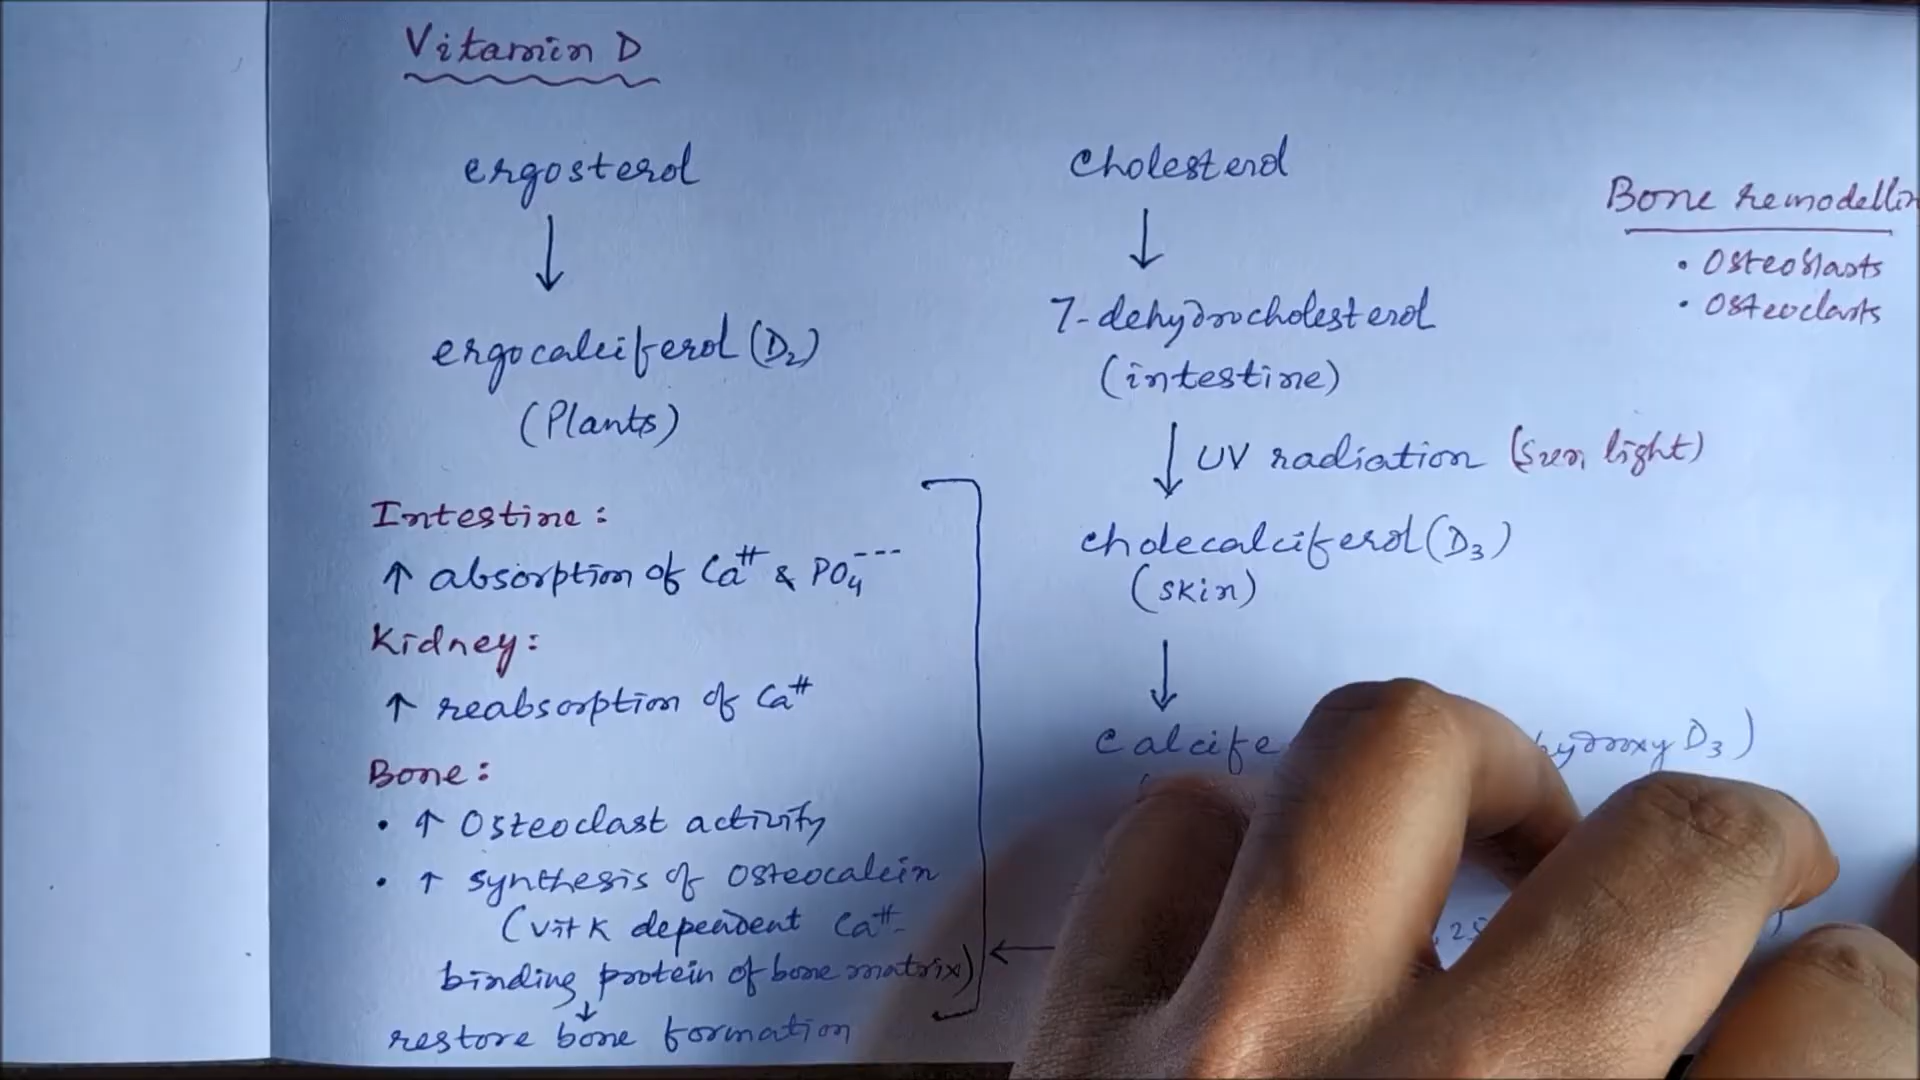 Vitamin D
ergosterol
↓
ergocalciferol (D₂)
(Plants)
Intestine:
↑ absorption of Ca⁺⁺ & PO₄⁻⁻⁻
Kidney:
↑ reabsorption of Ca⁺⁺
Bone:
• ↑ Osteoclast activity
• ↑ synthesis of Osteocalcin
(vit K dependent Ca⁺⁺-
binding protein of bone matrix)
↓
restore bone formation
Cholesterol
↓
7-dehydrocholesterol
(intestine)
↓ UV radiation (Sun light)
cholecalciferol (D₃)
(skin)
↓
D₃)
←
Bone
• Osteoblasts
• Osteoclasts